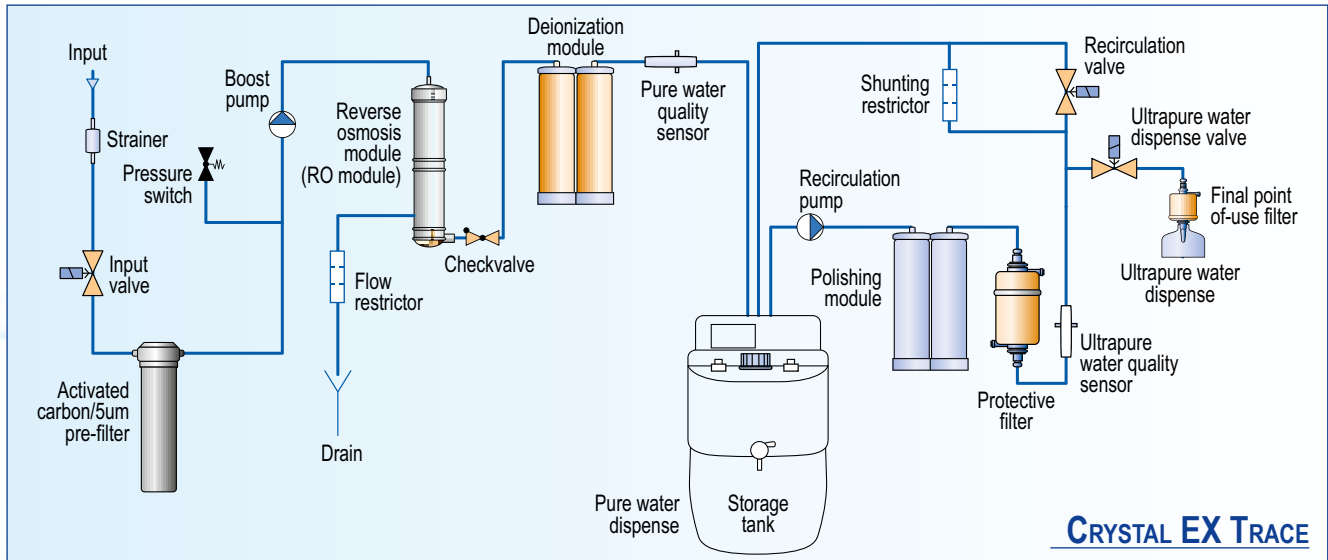 Input
Strainer
Pressure
switch
Input
valve
Activated
carbon/5um
pre-filter
Boost
pump
Reverse
osmosis
module
(RO module)
Flow
restrictor
Drain
Checkvalve
Deionization
module
Pure water
quality
sensor
Pure water
dispense
Storage
tank
Recirculation
pump
Polishing
module
Protective
filter
Ultrapure
water quality
sensor
Shunting
restrictor
Recirculation
valve
Ultrapure water
dispense valve
Final point
of-use filter
Ultrapure water
dispense
CRYSTAL EX TRACE